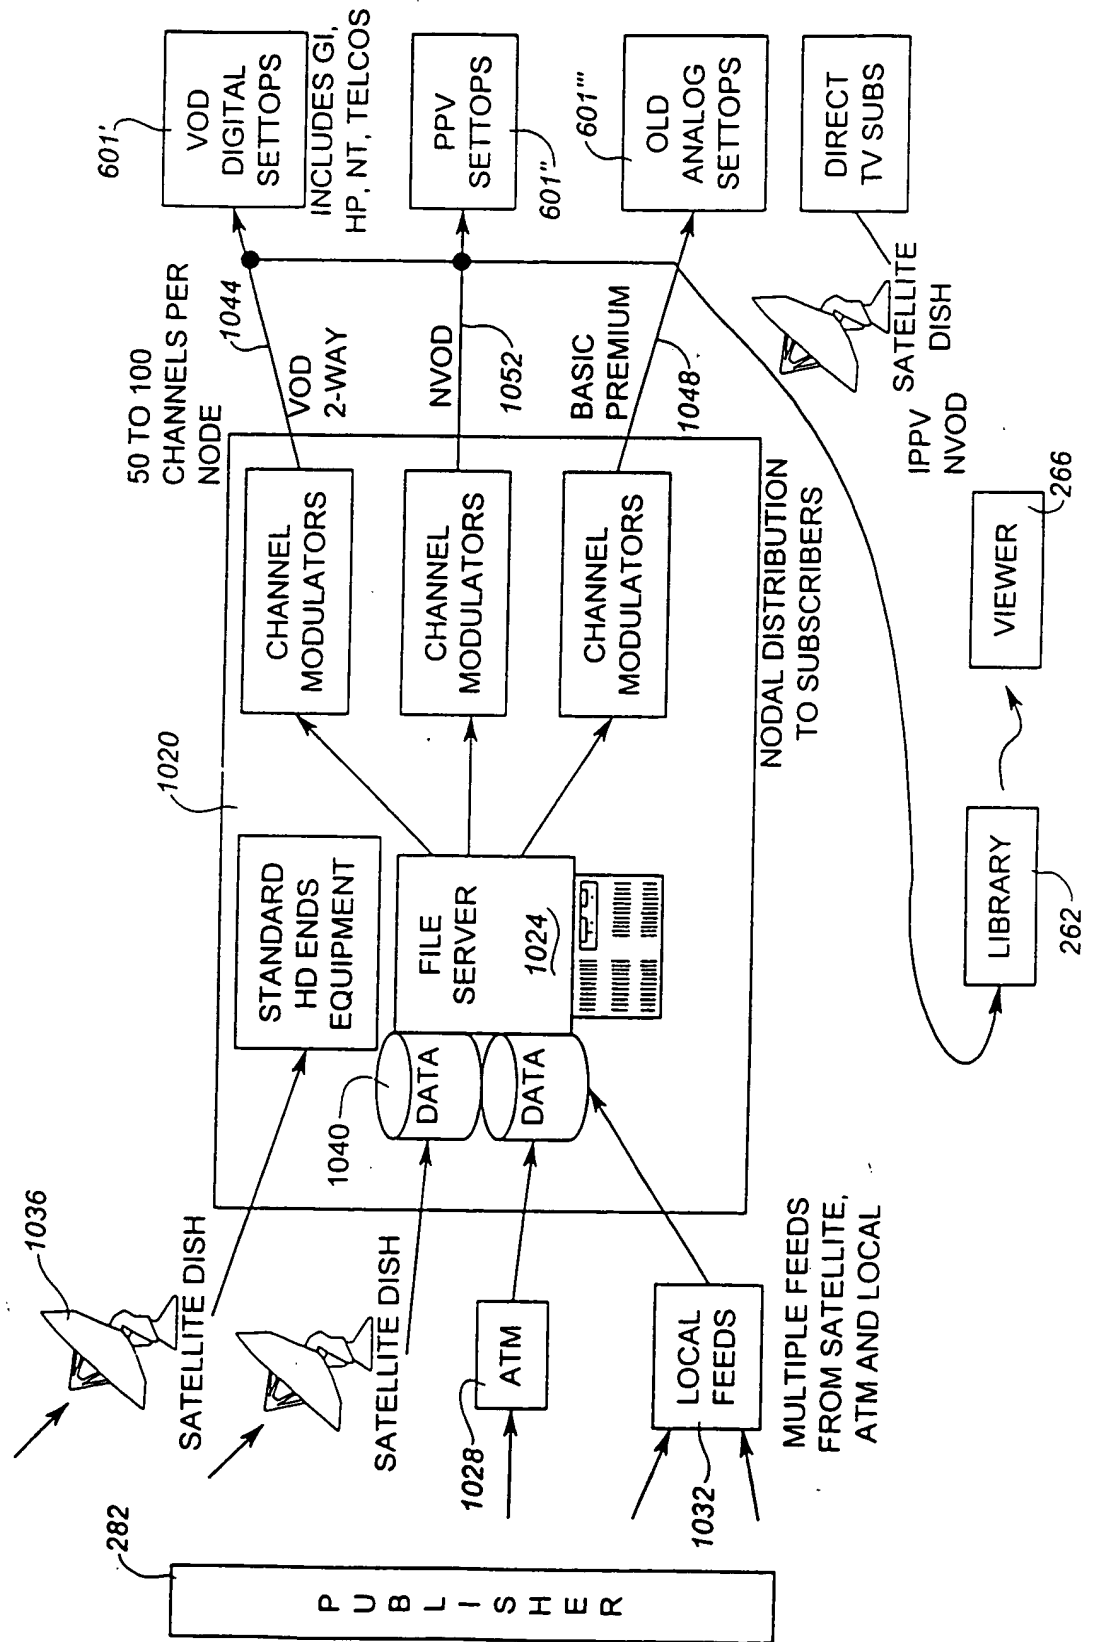 282
P U B L I S H E R
1036
SATELLITE DISH
SATELLITE DISH
1028
ATM
1032
LOCAL
FEEDS
MULTIPLE FEEDS
FROM SATELLITE,
ATM AND LOCAL
1020
STANDARD
HD ENDS
EQUIPMENT
1040
DATA
DATA
FILE
SERVER
1024
CHANNEL
MODULATORS
CHANNEL
MODULATORS
CHANNEL
MODULATORS
NODAL DISTRIBUTION
TO SUBSCRIBERS
50 TO 100
CHANNELS PER
NODE
1044
VOD
2-WAY
NVOD
1052
BASIC
PREMIUM
1048
601'
VOD
DIGITAL
SETTOPS
INCLUDES GI,
HP, NT, TELCOS
PPV
SETTOPS
601"
601'"
OLD
ANALOG
SETTOPS
DIRECT
TV SUBS
SATELLITE
DISH
IPPV
NVOD
LIBRARY
262
VIEWER
266